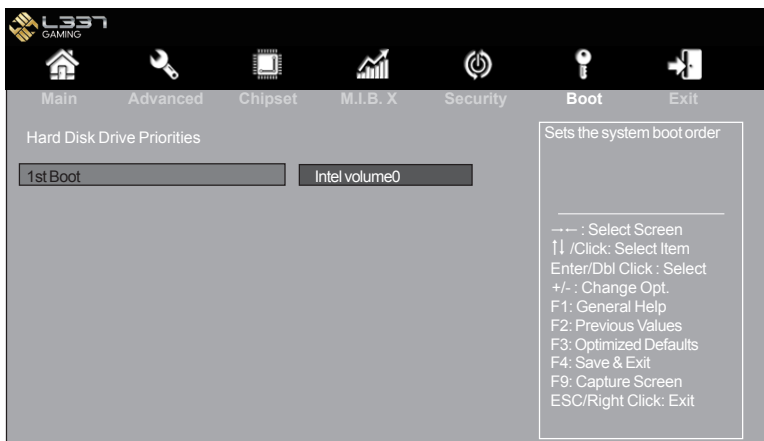 L337
GAMING
Main Advanced Chipset M.I.B. X Security Boot Exit
Hard Disk Drive Priorities
1st Boot Intel volume0
Sets the system boot order
→← : Select Screen
↑↓ /Click: Select Item
Enter/Dbl Click : Select
+/- : Change Opt.
F1: General Help
F2: Previous Values
F3: Optimized Defaults
F4: Save & Exit
F9: Capture Screen
ESC/Right Click: Exit